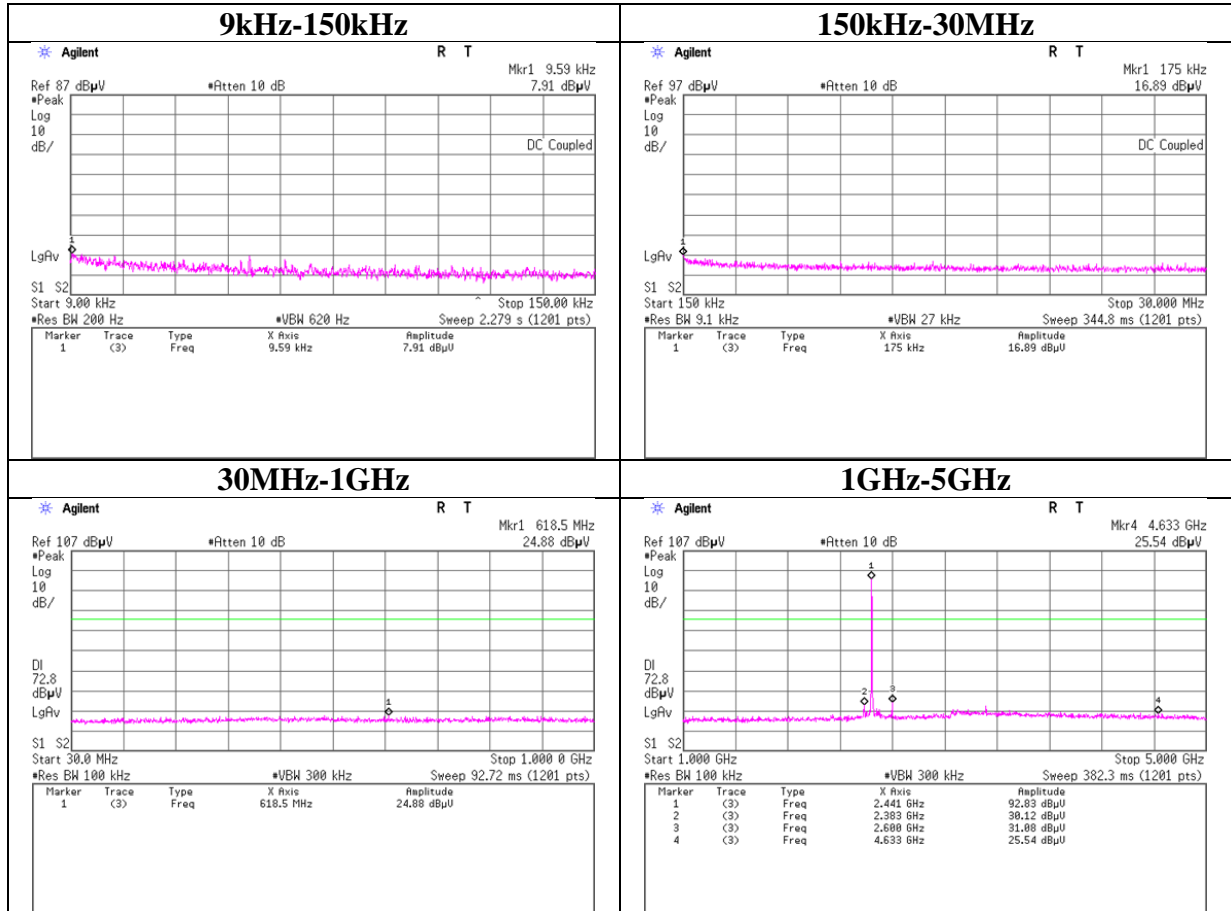 9kHz-150kHz
Agilent R T
Mkr1 9.59 kHz
Ref 87 dBµV #Atten 10 dB 7.91 dBµV
#Peak
Log
10
dB/
DC Coupled
1
LgAv
S1 S2
Start 9.00 kHz ^ Stop 150.00 kHz
#Res BW 200 Hz #VBW 620 Hz Sweep 2.279 s (1201 pts)
Marker Trace Type X Axis Amplitude
1 (3) Freq 9.59 kHz 7.91 dBµV
150kHz-30MHz
Agilent R T
Mkr1 175 kHz
Ref 97 dBµV #Atten 10 dB 16.89 dBµV
#Peak
Log
10
dB/
DC Coupled
1
LgAv
S1 S2
Start 150 kHz Stop 30.000 MHz
#Res BW 9.1 kHz #VBW 27 kHz Sweep 344.8 ms (1201 pts)
Marker Trace Type X Axis Amplitude
1 (3) Freq 175 kHz 16.89 dBµV
30MHz-1GHz
Agilent R T
Mkr1 618.5 MHz
Ref 107 dBµV #Atten 10 dB 24.88 dBµV
#Peak
Log
10
dB/
DI
72.8
dBµV
1
LgAv
S1 S2
Start 30.0 MHz Stop 1.000 0 GHz
#Res BW 100 kHz #VBW 300 kHz Sweep 92.72 ms (1201 pts)
Marker Trace Type X Axis Amplitude
1 (3) Freq 618.5 MHz 24.88 dBµV
1GHz-5GHz
Agilent R T
Mkr4 4.633 GHz
Ref 107 dBµV #Atten 10 dB 25.54 dBµV
#Peak
1
Log
10
dB/
DI
72.8
dBµV
2 3 4
LgAv
S1 S2
Start 1.000 GHz Stop 5.000 GHz
#Res BW 100 kHz #VBW 300 kHz Sweep 382.3 ms (1201 pts)
Marker Trace Type X Axis Amplitude
1 (3) Freq 2.441 GHz 92.83 dBµV
2 (3) Freq 2.383 GHz 30.12 dBµV
3 (3) Freq 2.600 GHz 31.08 dBµV
4 (3) Freq 4.633 GHz 25.54 dBµV